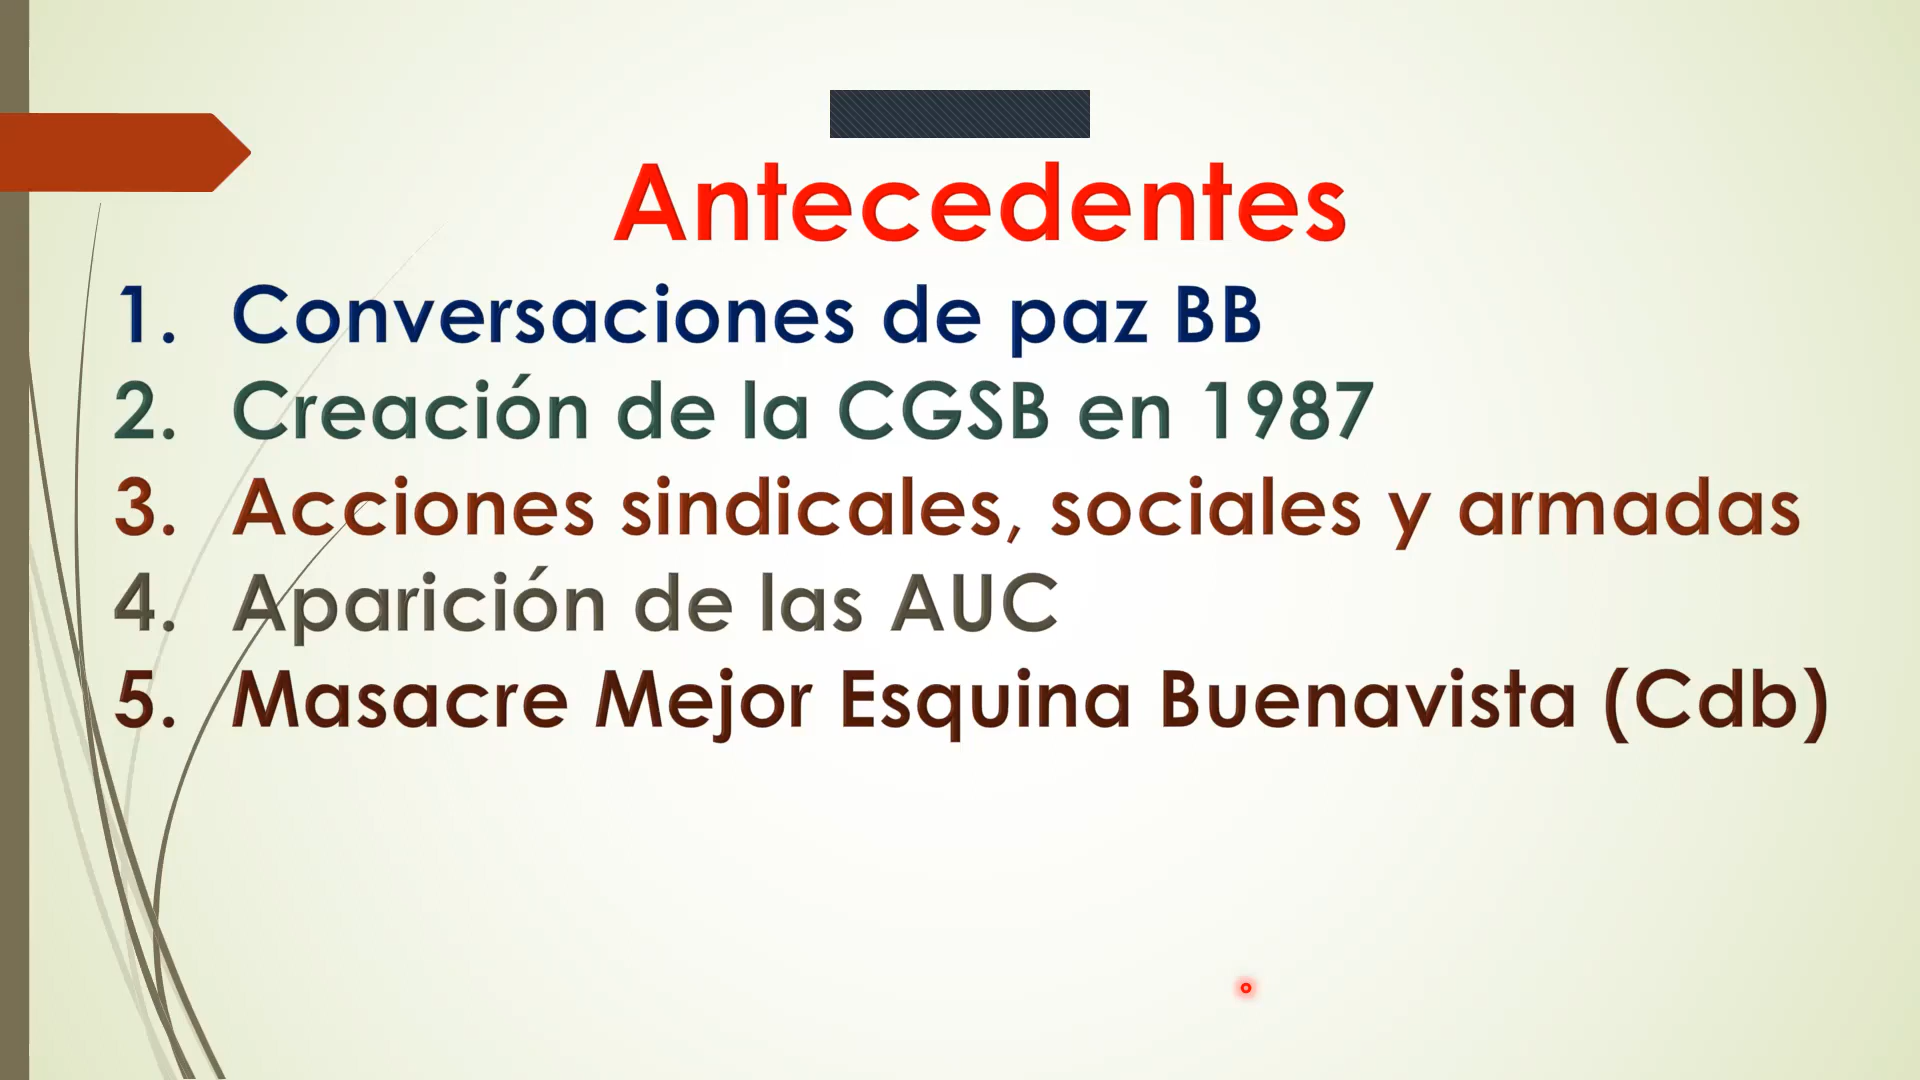 Antecedentes
1. Conversaciones de paz BB
2. Creación de la CGSB en 1987
3. Acciones sindicales, sociales y armadas
4. Aparición de las AUC
5. Masacre Mejor Esquina Buenavista (Cdb)